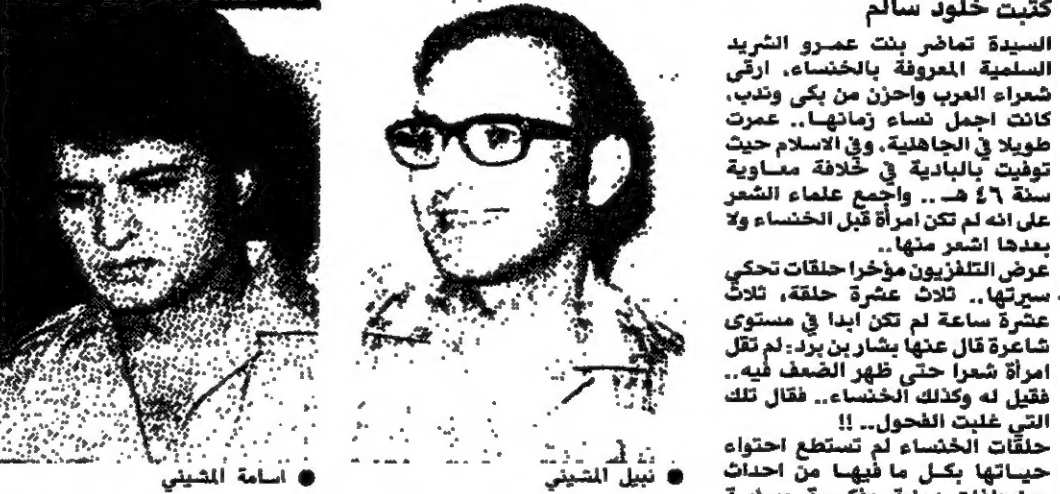 كتبت خلود سالم
السيدة تماضر بنت عمرو الشريد
السلمية المعروفة بالخنساء، ارقى
شعراء العرب واحزن من بكى وندب،
كانت اجمل نساء زمانها.. عمرت
طويلا في الجاهلية، وفي الاسلام حيث
توفيت بالبادية في خلافة معاوية
سنة ٤٦ هـ .. واجمع علماء الشعر
على انه لم تكن امرأة قبل الخنساء ولا
بعدها اشعر منها..
عرض التلفزيون مؤخرا حلقات تحكي
سيرتها.. ثلاث عشرة حلقة، ثلاث
عشرة ساعة لم تكن ابدا في مستوى
شاعرة قال عنها بشار بن برد: لم تقل
امرأة شعرا حتى ظهر الضعف فيه..
فقيل له وكذلك الخنساء.. فقال تلك
التي غلبت الفحول.. !!
حلقات الخنساء لم تستطع احتواء
حياتها بكل ما فيها من احداث
● نبيل المشيني
● اسامة المشيني